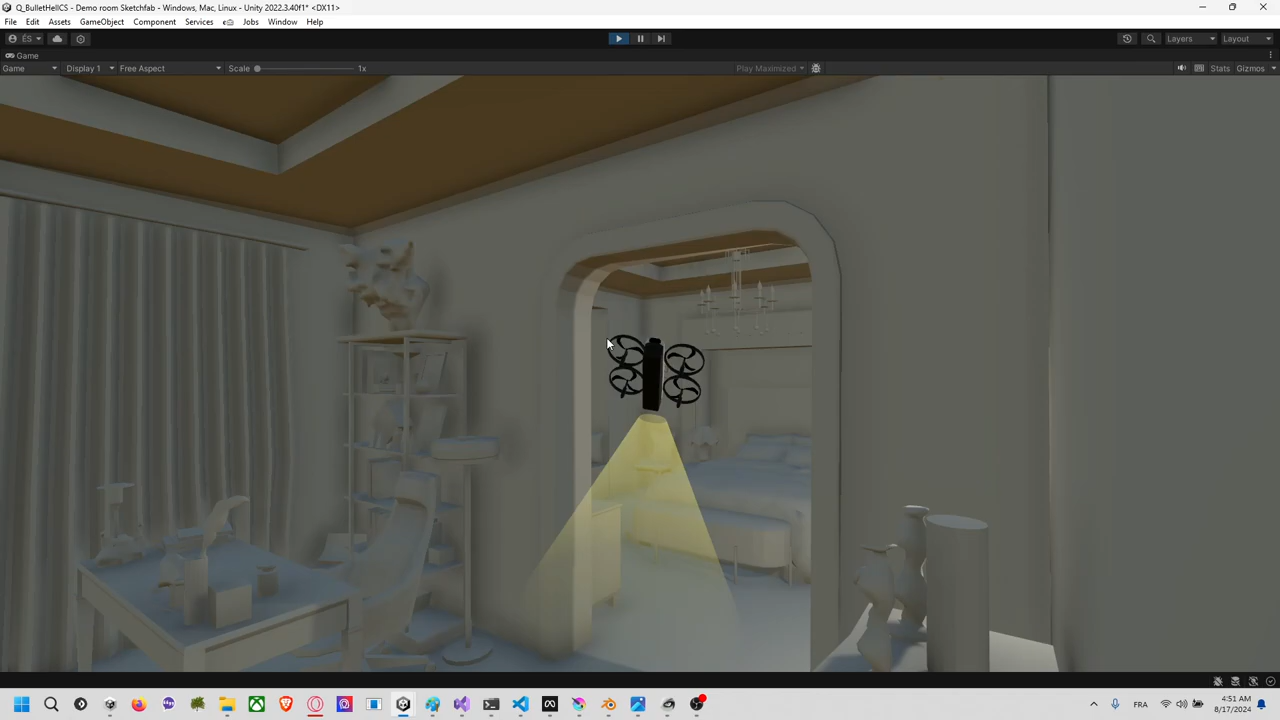 Q_BulletHellCS - Demo room Sketchfab - Windows, Mac, Linux - Unity 2022.3.40f1* <DX11>
File Edit Assets GameObject Component Services Jobs Window Help
ÉS Layers Layout
Game
Game Display 1 Free Aspect Scale 1x Play Maximized Stats Gizmos
4:51 AM
FRA
8/17/2024